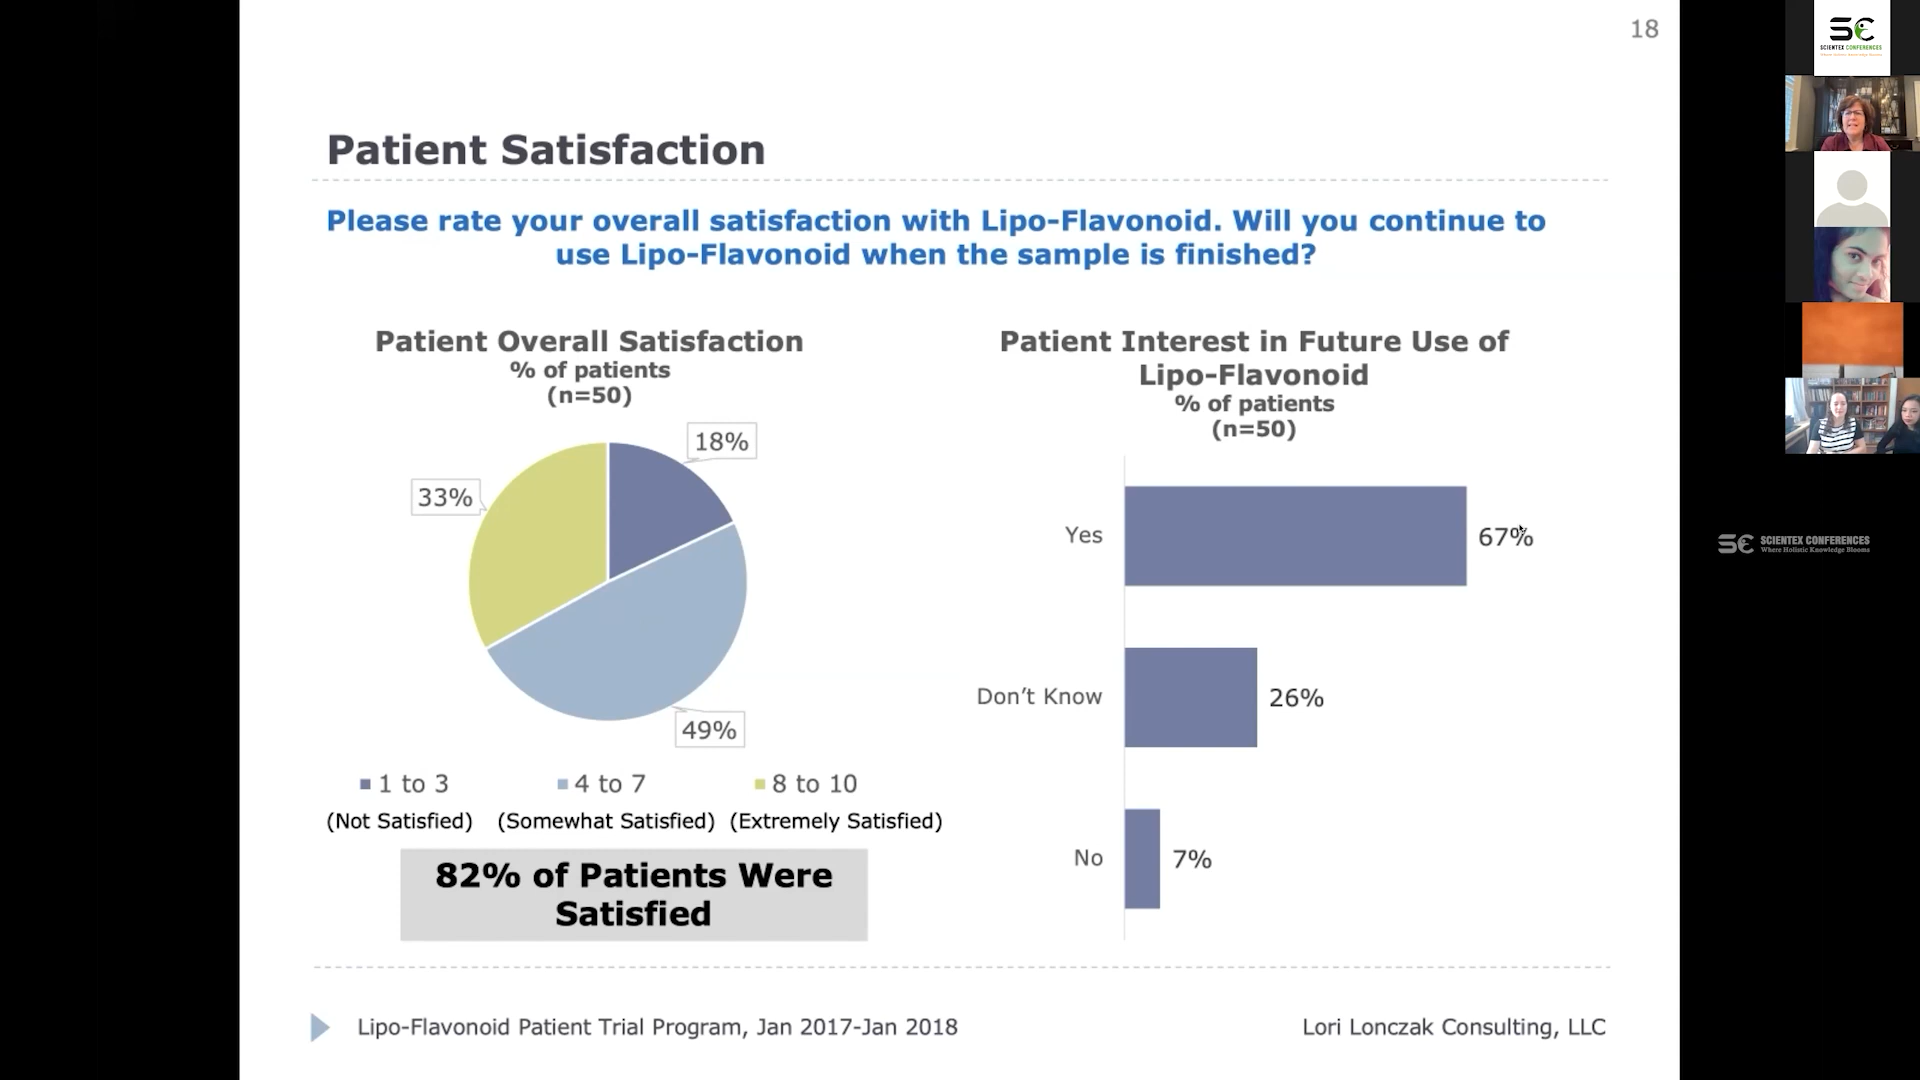 18
Patient Satisfaction
Please rate your overall satisfaction with Lipo-Flavonoid. Will you continue to
use Lipo-Flavonoid when the sample is finished?
Patient Overall Satisfaction
% of patients
(n=50)
18%
33%
49%
1 to 3
4 to 7
8 to 10
(Not Satisfied)
(Somewhat Satisfied)
(Extremely Satisfied)
82% of Patients Were
Satisfied
Patient Interest in Future Use of
Lipo-Flavonoid
% of patients
(n=50)
Yes
67%
Don’t Know
26%
No
7%
Lipo-Flavonoid Patient Trial Program, Jan 2017-Jan 2018
Lori Lonczak Consulting, LLC
SC
SCIENTEX CONFERENCES
SC
SCIENTEX CONFERENCES
Where Holistic Knowledge Blooms